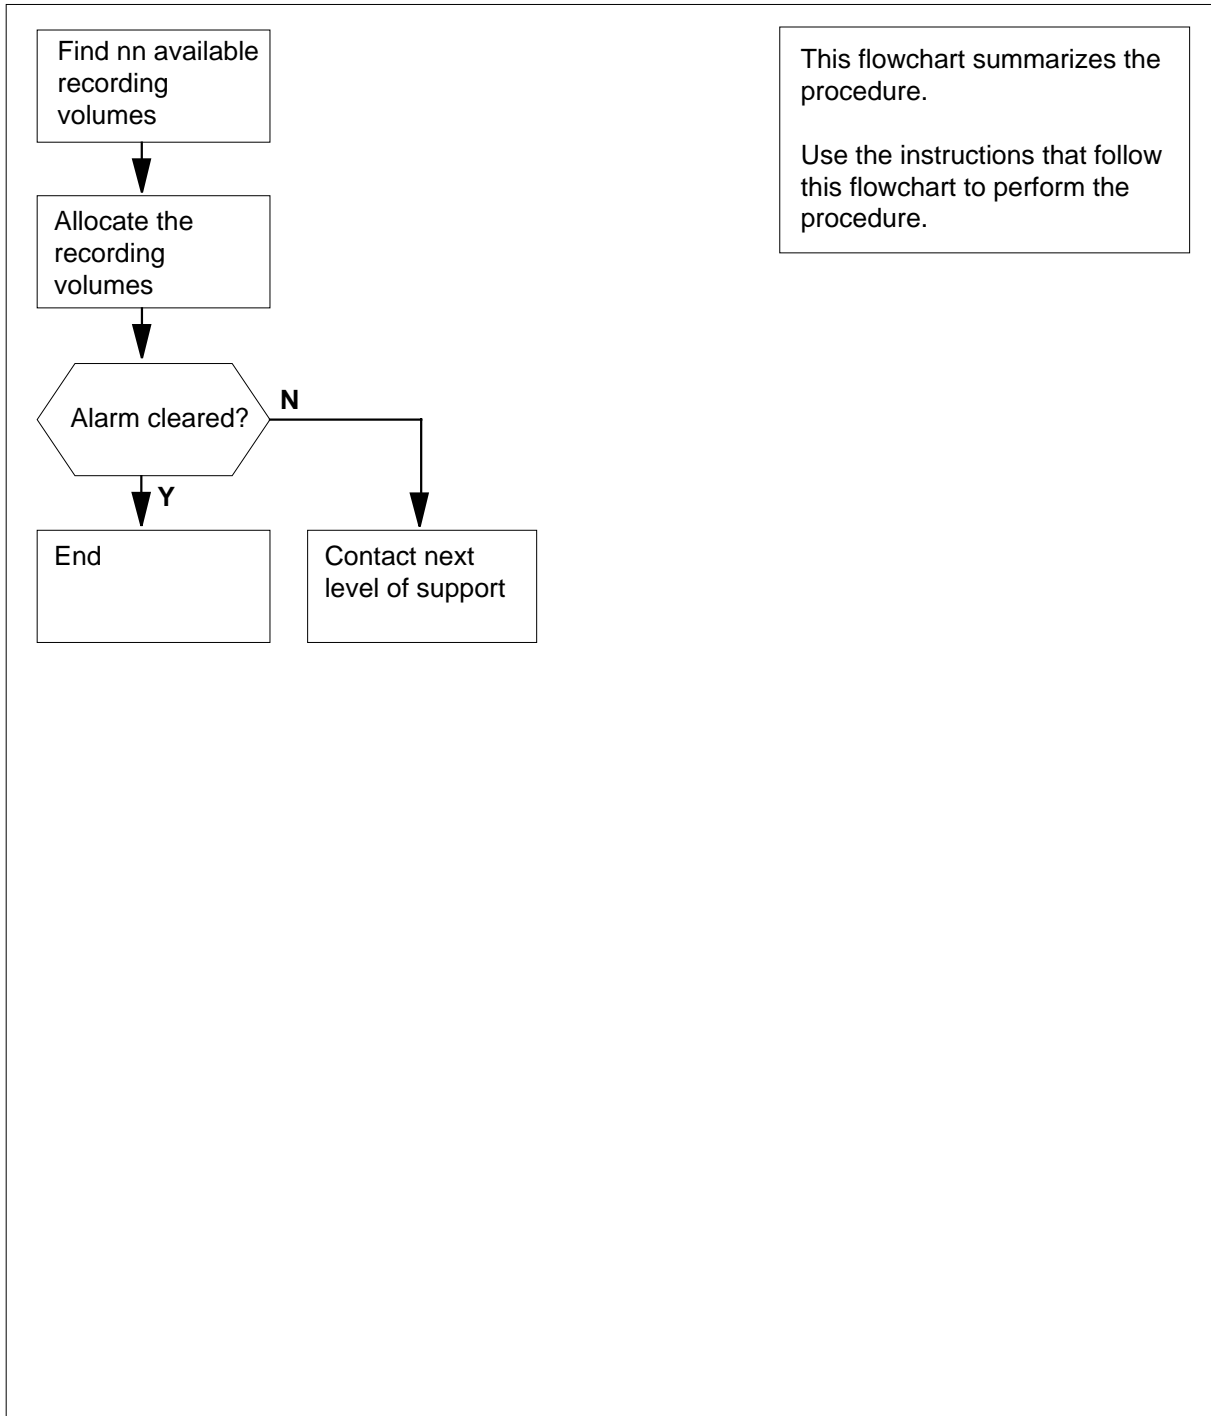 Find nn available
recording
volumes
This flowchart summarizes the
procedure.
Use the instructions that follow
this flowchart to perform the
procedure.
Allocate the
recording
volumes
Alarm cleared?
N
Y
End
Contact next
level of support